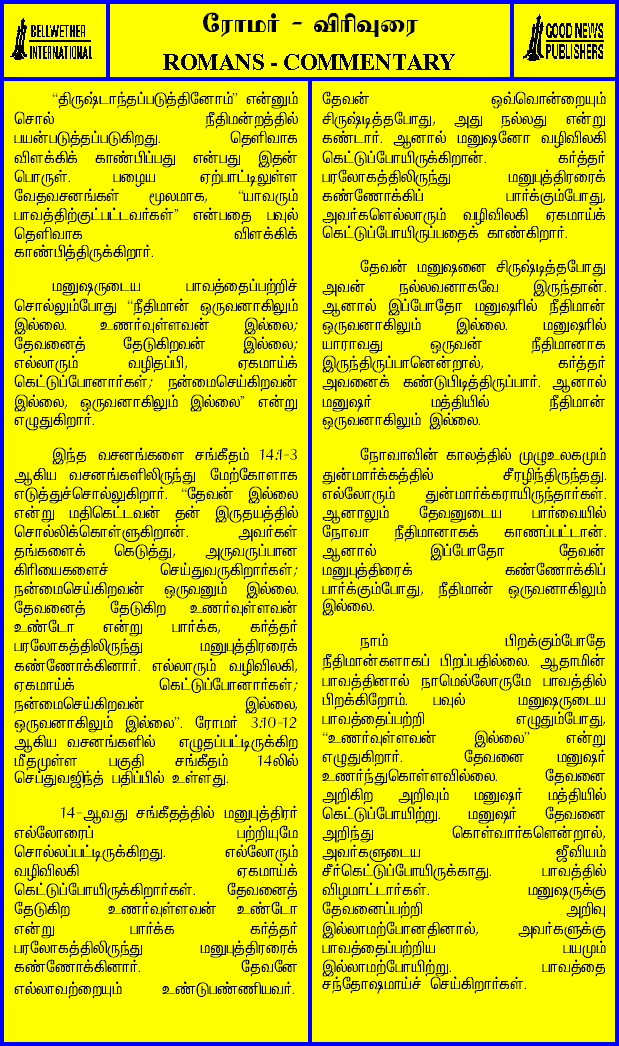 BELLWETHER
INTERNATIONAL
ரோமர் - விரிவுரை
ROMANS - COMMENTARY
GOOD NEWS
PUBLISHERS
“திருஷ்டாந்தப்படுத்தினோம்” என்னும்
சொல் நீதிமன்றத்தில்
பயன்படுத்தப்படுகிறது. தெளிவாக
விளக்கிக் காண்பிப்பது என்பது இதன்
பொருள். பழைய ஏற்பாட்டிலுள்ள
வேதவசனங்கள் மூலமாக, “யாவரும்
பாவத்திற்குட்பட்டவர்கள்” என்பதை பவுல்
தெளிவாக விளக்கிக்
காண்பித்திருக்கிறார்.
மனுஷருடைய பாவத்தைப்பற்றிச்
சொல்லும்போது “நீதிமான் ஒருவனாகிலும்
இல்லை. உணர்வுள்ளவன் இல்லை;
தேவனைத் தேடுகிறவன் இல்லை;
எல்லாரும் வழிதப்பி, ஏகமாய்க்
கெட்டுப்போனார்கள்; நன்மைசெய்கிறவன்
இல்லை, ஒருவனாகிலும் இல்லை” என்று
எழுதுகிறார்.
இந்த வசனங்களை சங்கீதம் 14:1-3
ஆகிய வசனங்களிலிருந்து மேற்கோளாக
எடுத்துச்சொல்லுகிறார். “தேவன் இல்லை
என்று மதிகெட்டவன் தன் இருதயத்தில்
சொல்லிக்கொள்ளுகிறான். அவர்கள்
தங்களைக் கெடுத்து, அருவருப்பான
கிரியைகளைச் செய்துவருகிறார்கள்;
நன்மைசெய்கிறவன் ஒருவனும் இல்லை.
தேவனைத் தேடுகிற உணர்வுள்ளவன்
உண்டோ என்று பார்க்க, கர்த்தர்
பரலோகத்திலிருந்து மனுபுத்திரரைக்
கண்ணோக்கினார். எல்லாரும் வழிவிலகி,
ஏகமாய்க் கெட்டுப்போனார்கள்;
நன்மைசெய்கிறவன் இல்லை,
ஒருவனாகிலும் இல்லை”. ரோமர் 3:10-12
ஆகிய வசனங்களில் எழுதப்பட்டிருக்கிற
மீதமுள்ள பகுதி சங்கீதம் 14லில்
செப்துவஜிந்த் பதிப்பில் உள்ளது.
14-ஆவது சங்கீதத்தில் மனுபுத்திரர்
எல்லோரைப் பற்றியுமே
சொல்லப்பட்டிருக்கிறது. எல்லோரும்
வழிவிலகி ஏகமாய்க்
கெட்டுப்போயிருக்கிறார்கள். தேவனைத்
தேடுகிற உணர்வுள்ளவன் உண்டோ
என்று பார்க்க கர்த்தர்
பரலோகத்திலிருந்து மனுபுத்திரரைக்
கண்ணோக்கினார். தேவனே
எல்லாவற்றையும் உண்டுபண்ணியவர்.
தேவன் ஒவ்வொன்றையும்
சிருஷ்டித்தபோது, அது நல்லது என்று
கண்டார். ஆனால் மனுஷனோ வழிவிலகி
கெட்டுப்போயிருக்கிறான். கர்த்தர்
பரலோகத்திலிருந்து மனுபுத்திரரைக்
கண்ணோக்கிப் பார்க்கும்போது,
அவர்களெல்லாரும் வழிவிலகி ஏகமாய்க்
கெட்டுப்போயிருப்பதைக் காண்கிறார்.
தேவன் மனுஷனை சிருஷ்டித்தபோது
அவன் நல்லவனாகவே இருந்தான்.
ஆனால் இப்போதோ மனுஷரில் நீதிமான்
ஒருவனாகிலும் இல்லை. மனுஷரில்
யாராவது ஒருவன் நீதிமானாக
இருந்திருப்பானென்றால், கர்த்தர்
அவனைக் கண்டுபிடித்திருப்பார். ஆனால்
மனுஷர் மத்தியில் நீதிமான்
ஒருவனாகிலும் இல்லை.
நோவாவின் காலத்தில் முழுஉலகமும்
துன்மார்க்கத்தில் சீரழிந்திருந்தது.
எல்லோரும் துன்மார்க்கராயிருந்தார்கள்.
ஆனாலும் தேவனுடைய பார்வையில்
நோவா நீதிமானாகக் காணப்பட்டான்.
ஆனால் இப்போதோ தேவன்
மனுபுத்திரைக் கண்ணோக்கிப்
பார்க்கும்போது, நீதிமான் ஒருவனாகிலும்
இல்லை.
நாம் பிறக்கும்போதே
நீதிமான்களாகப் பிறப்பதில்லை. ஆதாமின்
பாவத்தினால் நாமெல்லோருமே பாவத்தில்
பிறக்கிறோம். பவுல் மனுஷருடைய
பாவத்தைப்பற்றி எழுதும்போது,
“உணர்வுள்ளவன் இல்லை” என்று
எழுதுகிறார். தேவனை மனுஷர்
உணர்ந்துகொள்ளவில்லை. தேவனை
அறிகிற அறிவும் மனுஷர் மத்தியில்
கெட்டுப்போயிற்று. மனுஷர் தேவனை
அறிந்து கொள்வார்களென்றால்,
அவர்களுடைய ஜீவியம்
சீர்கெட்டுப்போயிருக்காது. பாவத்தில்
விழமாட்டார்கள். மனுஷருக்கு
தேவனைப்பற்றி அறிவு
இல்லாமற்போனதினால், அவர்களுக்கு
பாவத்தைப்பற்றிய பயமும்
இல்லாமற்போயிற்று. பாவத்தை
சந்தோஷமாய்ச் செய்கிறார்கள்.